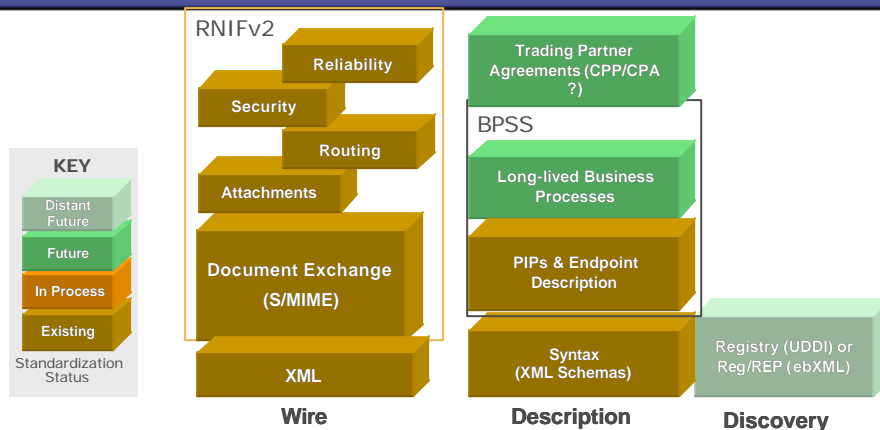 RNIFv2
Reliability
Security
Routing
Attachments
Document Exchange
(S/MIME)
XML
Wire
Trading Partner
Agreements (CPP/CPA
?)
BPSS
Long-lived Business
Processes
PIPs & Endpoint
Description
Syntax
(XML Schemas)
Description
Registry (UDDI) or
Reg/REP (ebXML)
Discovery
KEY
Distant
Future
Future
In Process
Existing
Standardization
Status